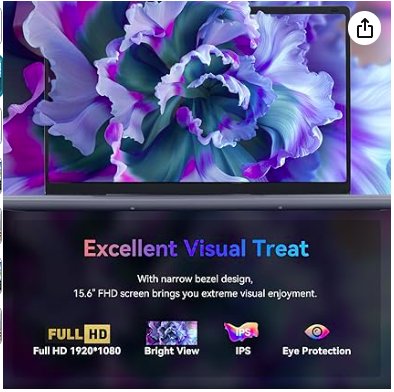 Excellent Visual Treat
With narrow bezel design,
15.6" FHD screen brings you extreme visual enjoyment.
FULL HD
IPS
Full HD 1920*1080
Bright View
IPS
Eye Protection